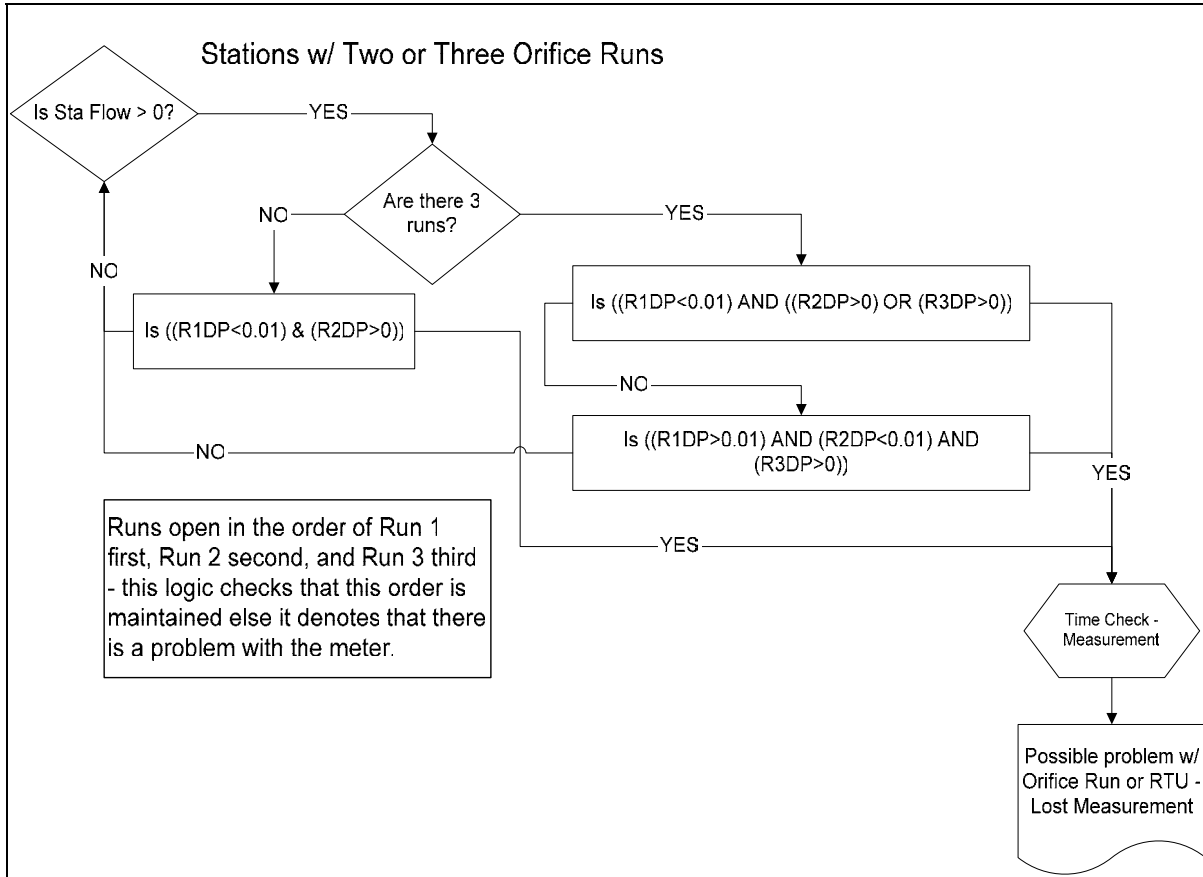 Stations w/ Two or Three Orifice Runs
Is Sta Flow > 0?
YES
Are there 3
runs?
NO
YES
NO
Is ((R1DP<0.01) & (R2DP>0))
Is ((R1DP<0.01) AND ((R2DP>0) OR (R3DP>0))
NO
Is ((R1DP>0.01) AND (R2DP<0.01) AND
(R3DP>0))
NO
YES
Runs open in the order of Run 1
first, Run 2 second, and Run 3 third
- this logic checks that this order is
maintained else it denotes that there
is a problem with the meter.
YES
Time Check -
Measurement
Possible problem w/
Orifice Run or RTU -
Lost Measurement